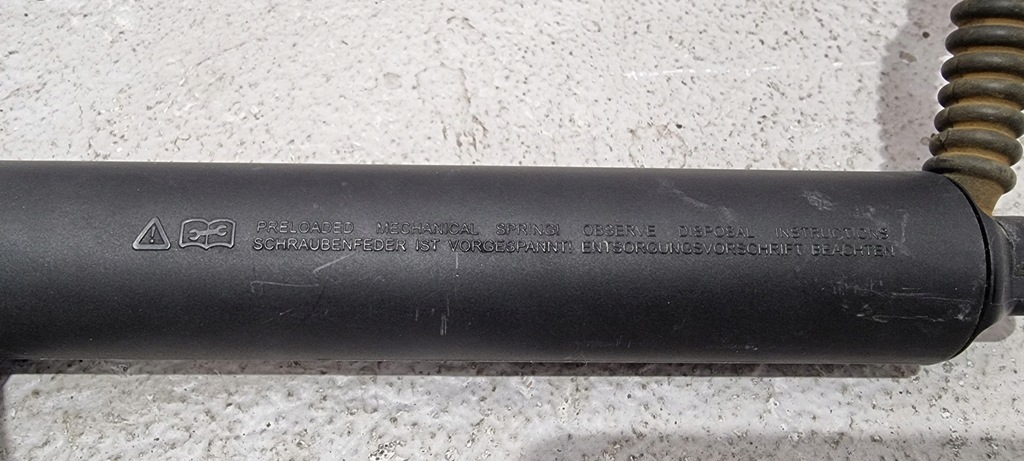 PRELOADED MECHANICAL SPRING! OBSERVE DISPOSAL INSTRUCTIONS
SCHRAUBENFEDER IST VORGESPANNT! ENTSORGUNGSVORSCHRIFT BEACHTEN